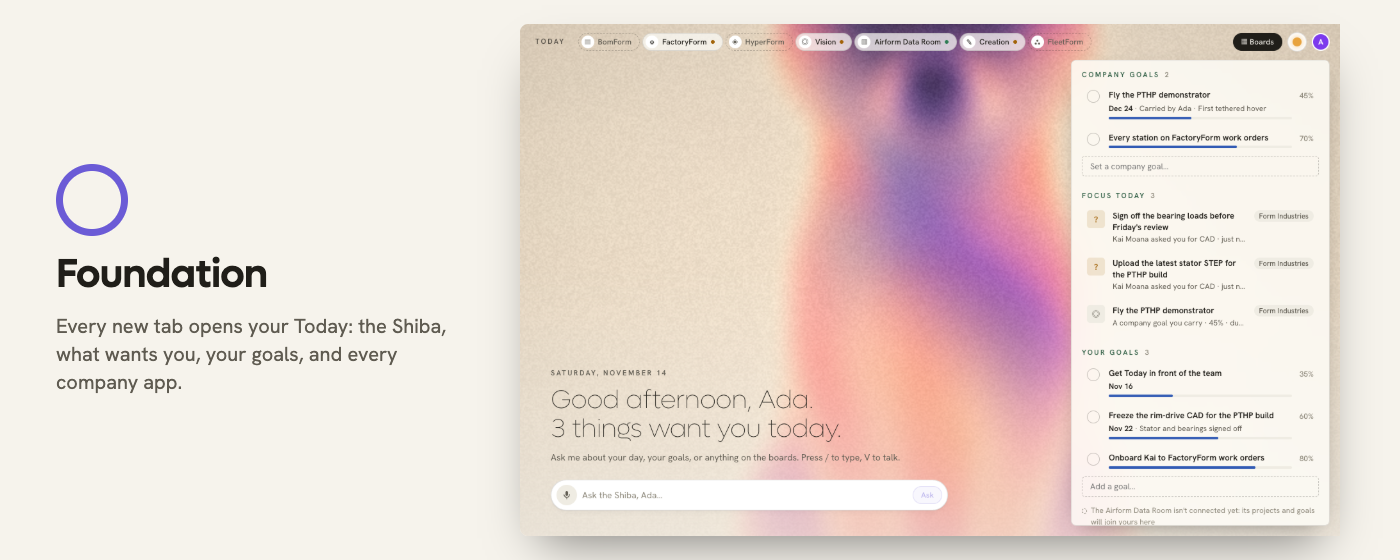 Foundation
Every new tab opens your Today: the Shiba,
what wants you, your goals, and every
company app.
TODAY
BomForm
FactoryForm
HyperForm
Vision
Airform Data Room
Creation
FleetForm
Boards
A
SATURDAY, NOVEMBER 14
Good afternoon, Ada.
3 things want you today.
Ask me about your day, your goals, or anything on the boards. Press / to type, V to talk.
Ask the Shiba, Ada...
Ask
COMPANY GOALS 2
Fly the PTHP demonstrator 45%
Dec 24 · Carried by Ada · First tethered hover
Every station on FactoryForm work orders 70%
Set a company goal...
FOCUS TODAY 3
? Sign off the bearing loads before Form Industries
Friday's review
Kai Moana asked you for CAD · just n...
? Upload the latest stator STEP for Form Industries
the PTHP build
Kai Moana asked you for CAD · just n...
Fly the PTHP demonstrator Form Industries
A company goal you carry · 45% · du...
YOUR GOALS 3
Get Today in front of the team 35%
Nov 16
Freeze the rim-drive CAD for the PTHP build 60%
Nov 22 · Stator and bearings signed off
Onboard Kai to FactoryForm work orders 80%
Add a goal...
The Airform Data Room isn't connected yet: its projects and goals
will join yours here